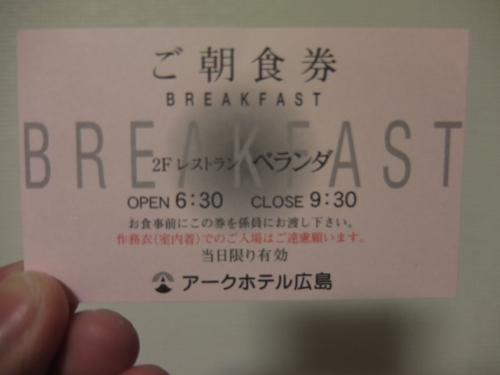 ご朝食券
BREAKFAST
BREAKFAST
2F レストラン ベランダ
OPEN 6:30 CLOSE 9:30
お食事前にこの券を係員にお渡し下さい。
作務衣(室内着)でのご入場はご遠慮願います。
当日限り有効
アークホテル広島